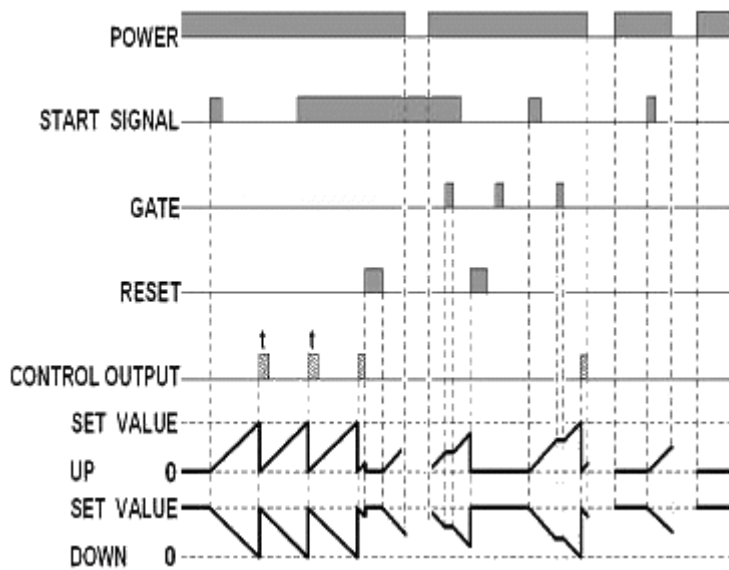 POWER
START SIGNAL
GATE
RESET
t t
CONTROL OUTPUT
SET VALUE
UP 0
SET VALUE
DOWN 0